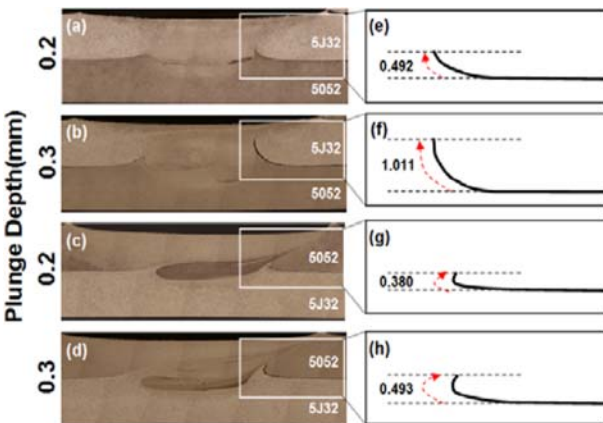 Plunge Depth(mm)
0.2
(a)
5J32
5052
(e)
0.492
0.3
(b)
5J32
5052
(f)
1.011
0.2
(c)
5052
5J32
(g)
0.380
0.3
(d)
5052
5J32
(h)
0.493